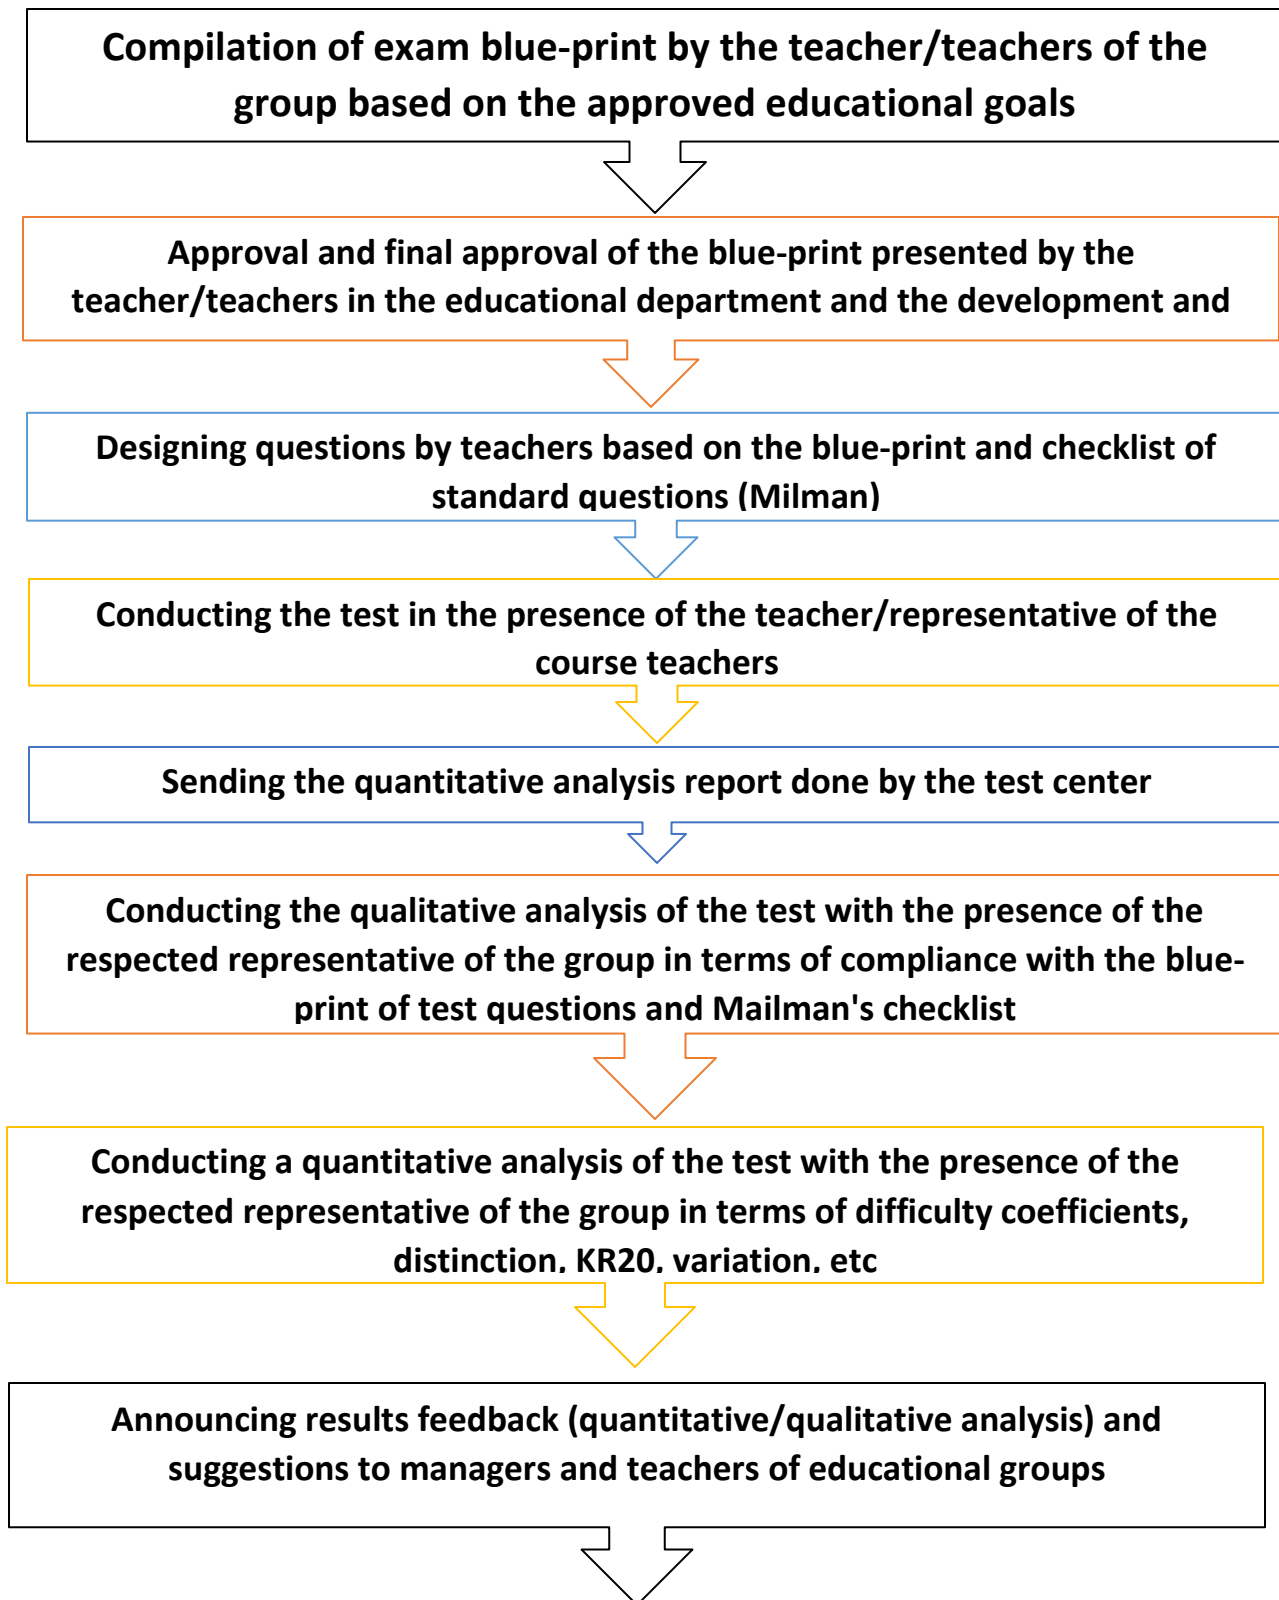 Compilation of exam blue-print by the teacher/teachers of the
group based on the approved educational goals
Approval and final approval of the blue-print presented by the
teacher/teachers in the educational department and the development and
Designing questions by teachers based on the blue-print and checklist of
standard questions (Milman)
Conducting the test in the presence of the teacher/representative of the
course teachers
Sending the quantitative analysis report done by the test center
Conducting the qualitative analysis of the test with the presence of the
respected representative of the group in terms of compliance with the blue-
print of test questions and Mailman's checklist
Conducting a quantitative analysis of the test with the presence of the
respected representative of the group in terms of difficulty coefficients,
distinction, KR20, variation, etc
Announcing results feedback (quantitative/qualitative analysis) and
suggestions to managers and teachers of educational groups